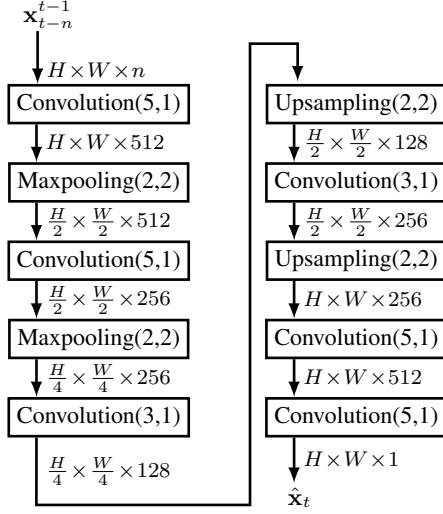 x_{t-n}^{t-1}
H×W×n
Convolution(5,1)
H×W×512
Maxpooling(2,2)
H/2 × W/2 ×512
Convolution(5,1)
H/2 × W/2 ×256
Maxpooling(2,2)
H/4 × W/4 ×256
Convolution(3,1)
H/4 × W/4 ×128
Upsampling(2,2)
H/2 × W/2 ×128
Convolution(3,1)
H/2 × W/2 ×256
Upsampling(2,2)
H×W×256
Convolution(5,1)
H×W×512
Convolution(5,1)
H×W×1
x̂_t